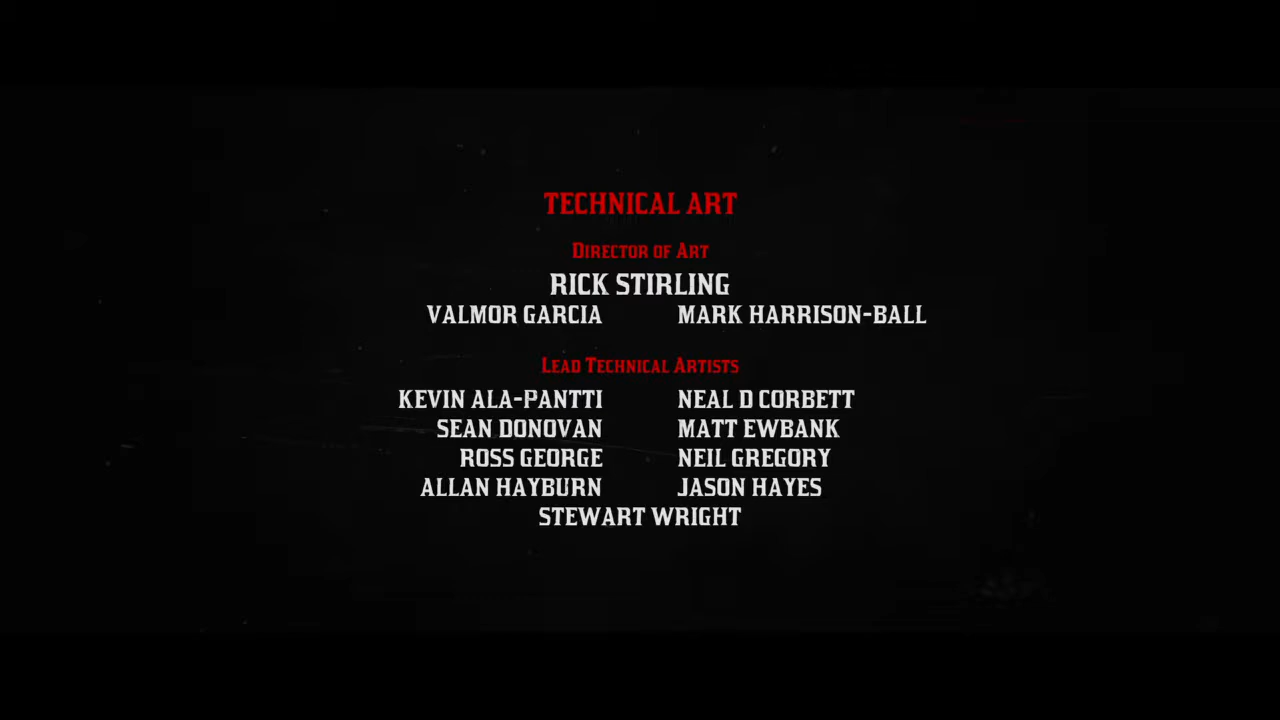 TECHNICAL ART
DIRECTOR OF ART
RICK STIRLING
VALMOR GARCIA MARK HARRISON-BALL
LEAD TECHNICAL ARTISTS
KEVIN ALA-PANTTI NEAL D CORBETT
SEAN DONOVAN MATT EWBANK
ROSS GEORGE NEIL GREGORY
ALLAN HAYBURN JASON HAYES
STEWART WRIGHT